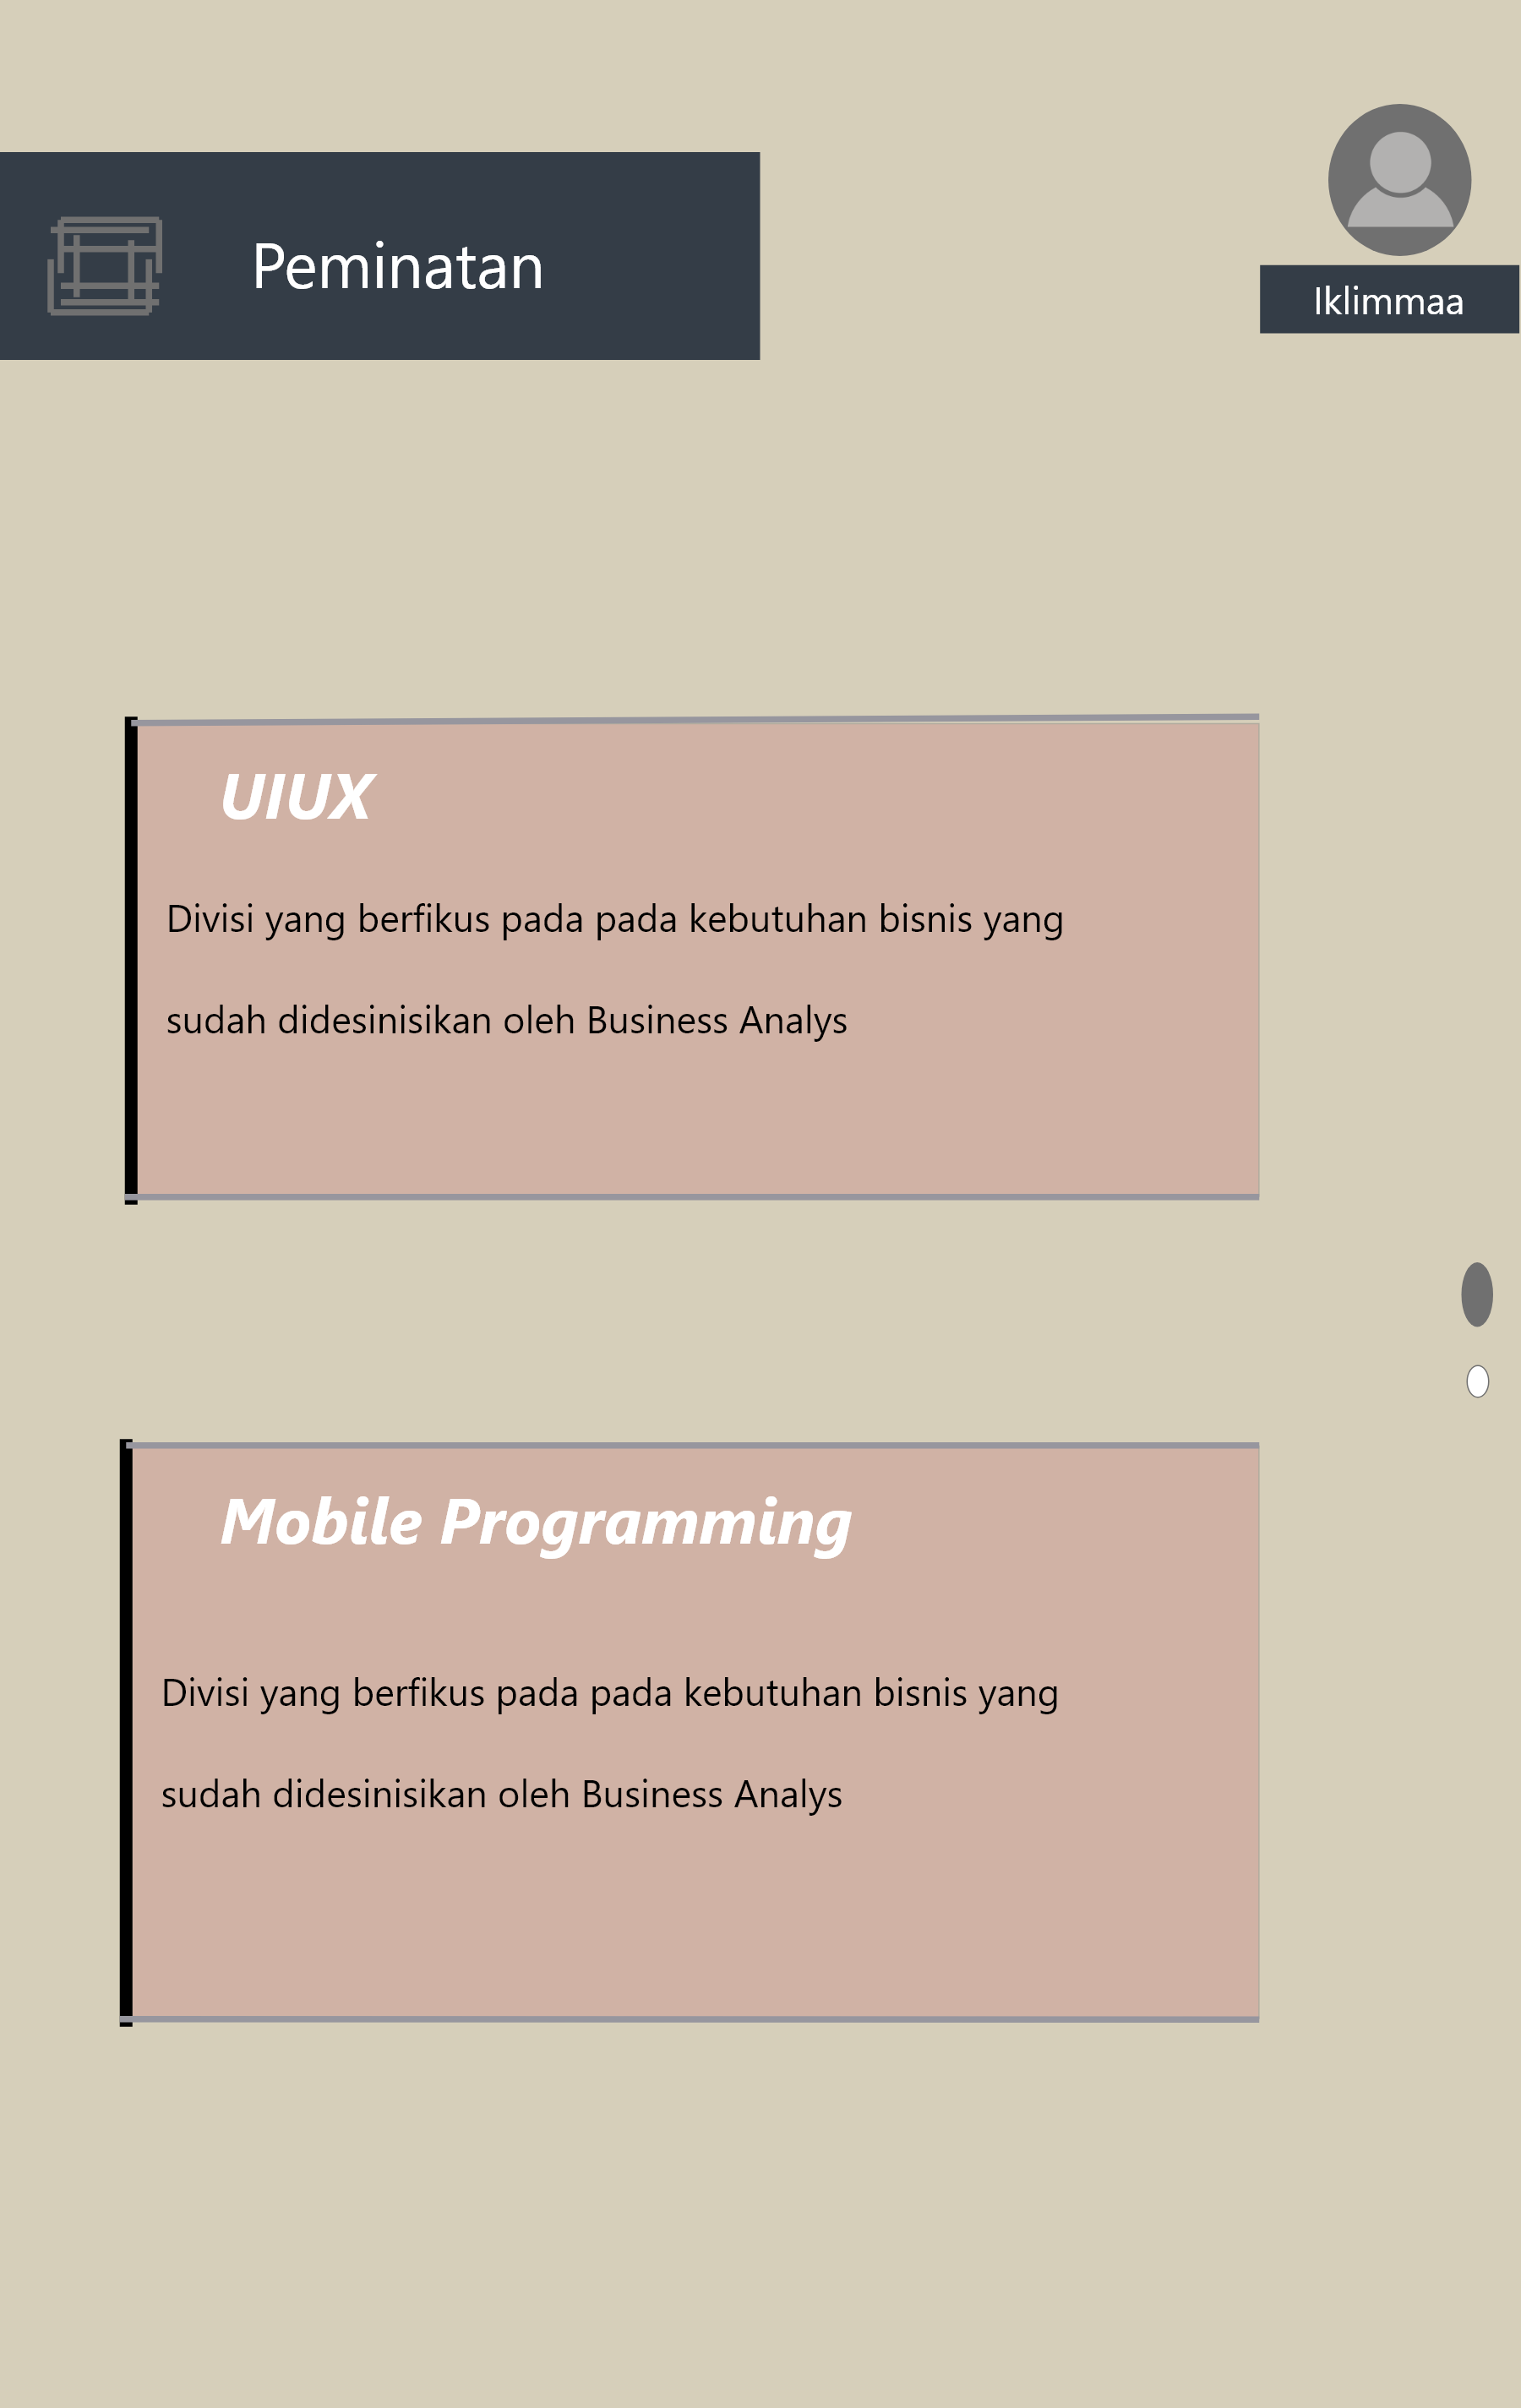 Peminatan
Iklimmaa
UIUX
Divisi yang berfikus pada pada kebutuhan bisnis yang
sudah didesinisikan oleh Business Analys
Mobile Programming
Divisi yang berfikus pada pada kebutuhan bisnis yang
sudah didesinisikan oleh Business Analys